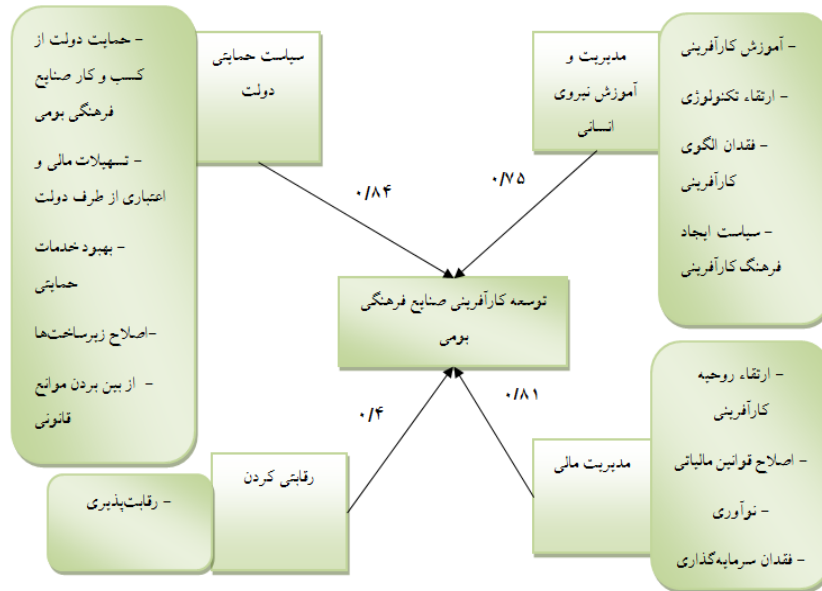 - آموزش کارآفرینی
- ارتقاء تکنولوژی
- فقدان الگوی
کارآفرینی
- سیاست ایجاد
فرهنگ کارآفرینی
مدیریت و
آموزش نیروی
انسانی
۰/۷۵
سیاست حمایتی
دولت
۰/۸۴
- حمایت دولت از
کسب و کار صنایع
فرهنگی بومی
- تسهیلات مالی و
اعتباری از طرف دولت
- بهبود خدمات
حمایتی
-اصلاح زیرساخت‌ها
- از بین بردن موانع
قانونی
توسعه کارآفرینی صنایع فرهنگی
بومی
- ارتقاء روحیه
کارآفرینی
- اصلاح قوانین مالیاتی
- نوآوری
- فقدان سرمایه‌گذاری
مدیریت مالی
۰/۸۱
۰/۴
رقابتی کردن
- رقابت‌پذیری